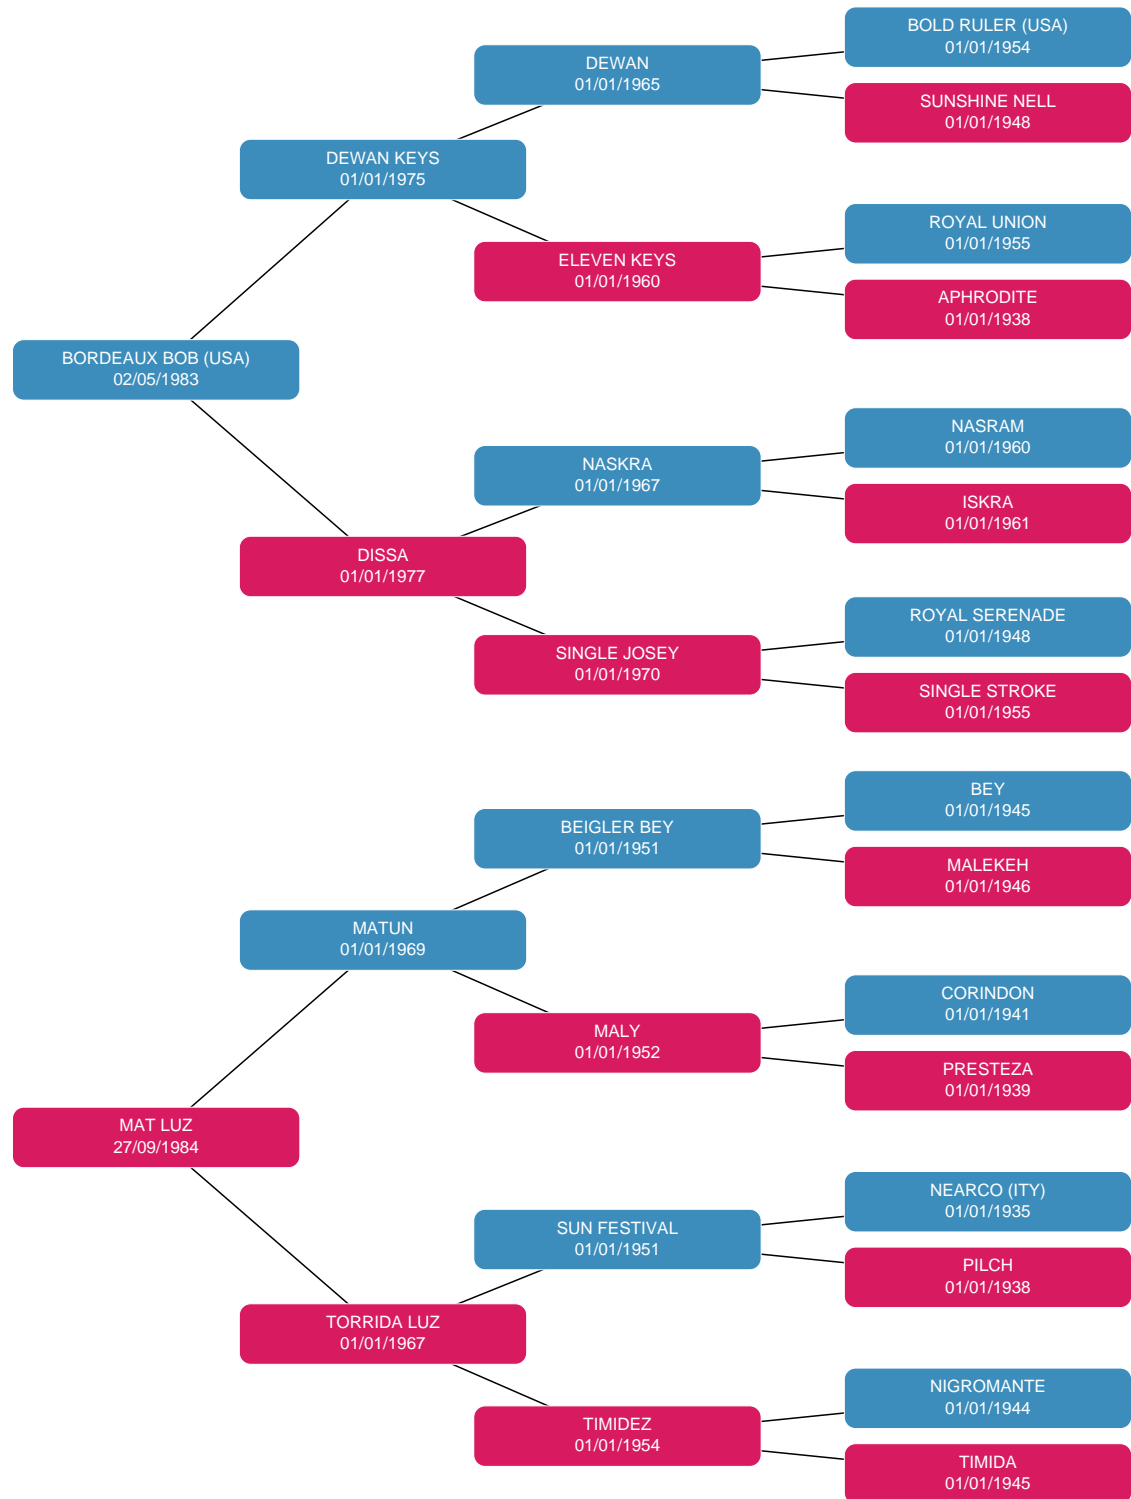 BOLD RULER (USA)
01/01/1954
DEWAN
01/01/1965
SUNSHINE NELL
01/01/1948
DEWAN KEYS
01/01/1975
ROYAL UNION
01/01/1955
ELEVEN KEYS
01/01/1960
APHRODITE
01/01/1938
BORDEAUX BOB (USA)
02/05/1983
NASRAM
01/01/1960
NASKRA
01/01/1967
ISKRA
01/01/1961
DISSA
01/01/1977
ROYAL SERENADE
01/01/1948
SINGLE JOSEY
01/01/1970
SINGLE STROKE
01/01/1955
BEY
01/01/1945
BEIGLER BEY
01/01/1951
MALEKEH
01/01/1946
MATUN
01/01/1969
CORINDON
01/01/1941
MALY
01/01/1952
PRESTEZA
01/01/1939
MAT LUZ
27/09/1984
NEARCO (ITY)
01/01/1935
SUN FESTIVAL
01/01/1951
PILCH
01/01/1938
TORRIDA LUZ
01/01/1967
NIGROMANTE
01/01/1944
TIMIDEZ
01/01/1954
TIMIDA
01/01/1945